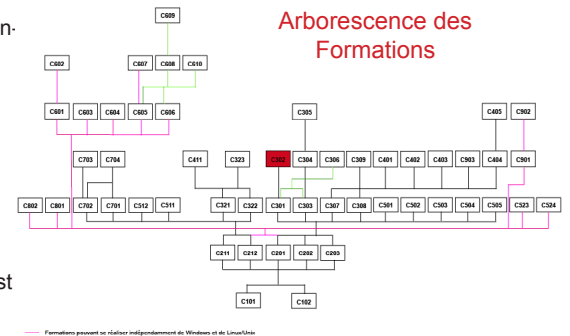 Arborescence des
Formations
n-
C609
C602
C607
C608
C610
C601
C603
C604
C605
C606
C305
C405
C902
C703
C704
C411
C323
C302
C304
C306
C309
C401
C402
C403
C903
C404
C901
C802
C801
C702
C701
C512
C511
C321
C322
C301
C303
C307
C308
C501
C502
C503
C504
C505
C523
C524
C211
C212
C201
C202
C203
st
C101
C102
Formations pouvant se réaliser indépendamment de Windows et de Linux/Unix